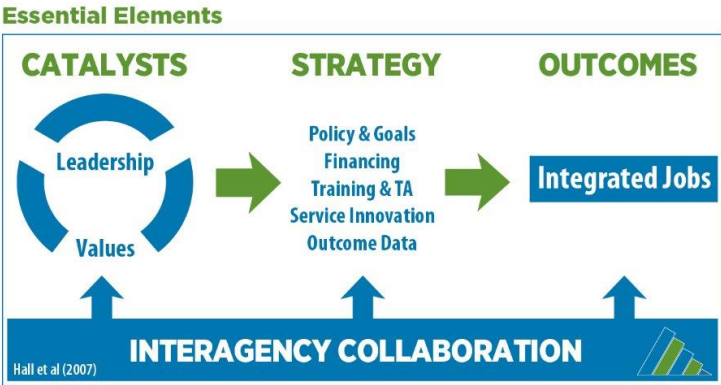 Essential Elements
CATALYSTS
Leadership
Values
STRATEGY
Policy & Goals
Financing
Training & TA
Service Innovation
Outcome Data
OUTCOMES
Integrated Jobs
INTERAGENCY COLLABORATION
Hall et al (2007)